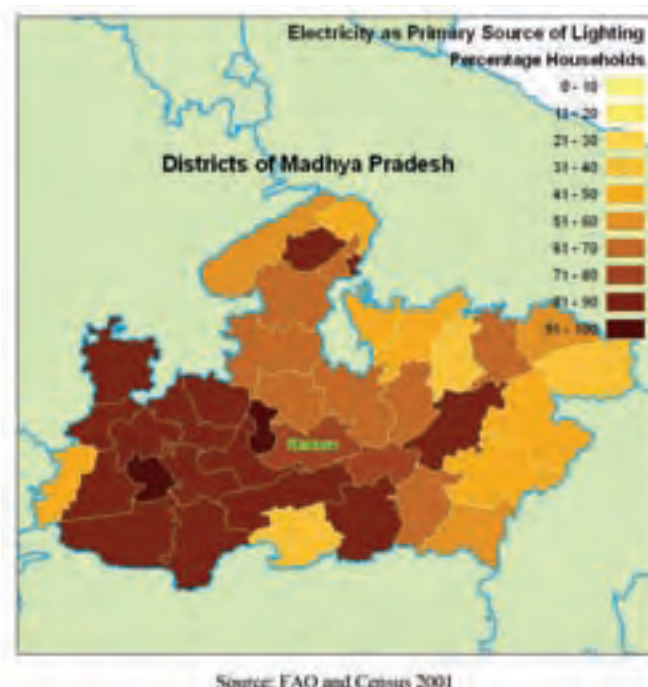 Electricity as Primary Source of Lighting
Percentage Households
0 - 10
11 - 20
21 - 30
31 - 40
41 - 50
51 - 60
61 - 70
71 - 80
81 - 90
91 - 100
Districts of Madhya Pradesh
Raisen
Source: FAO and Census 2001